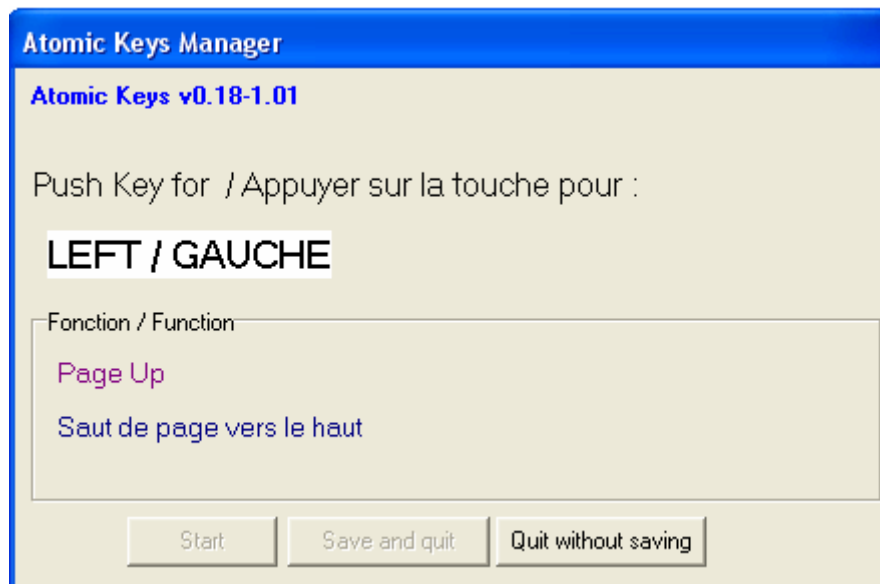 Atomic Keys Manager
Atomic Keys v0.18-1.01
Push Key for / Appuyer sur la touche pour :
LEFT / GAUCHE
Fonction / Function
Page Up
Saut de page vers le haut
Start Save and quit Quit without saving